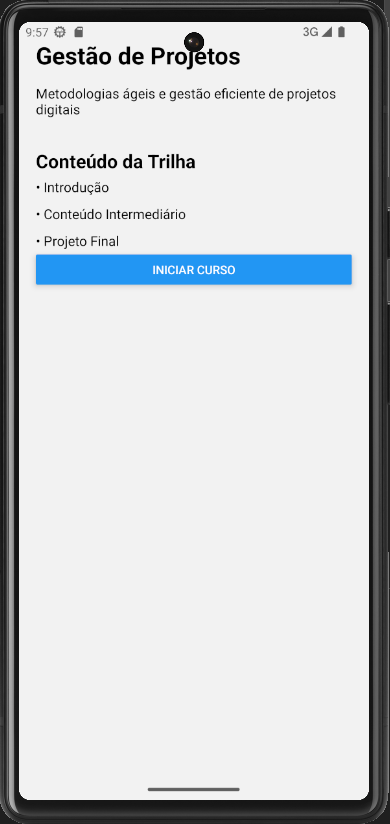 9:57
3G
Gestão de Projetos
Metodologias ágeis e gestão eficiente de projetos
digitais
Conteúdo da Trilha
• Introdução
• Conteúdo Intermediário
• Projeto Final
INICIAR CURSO